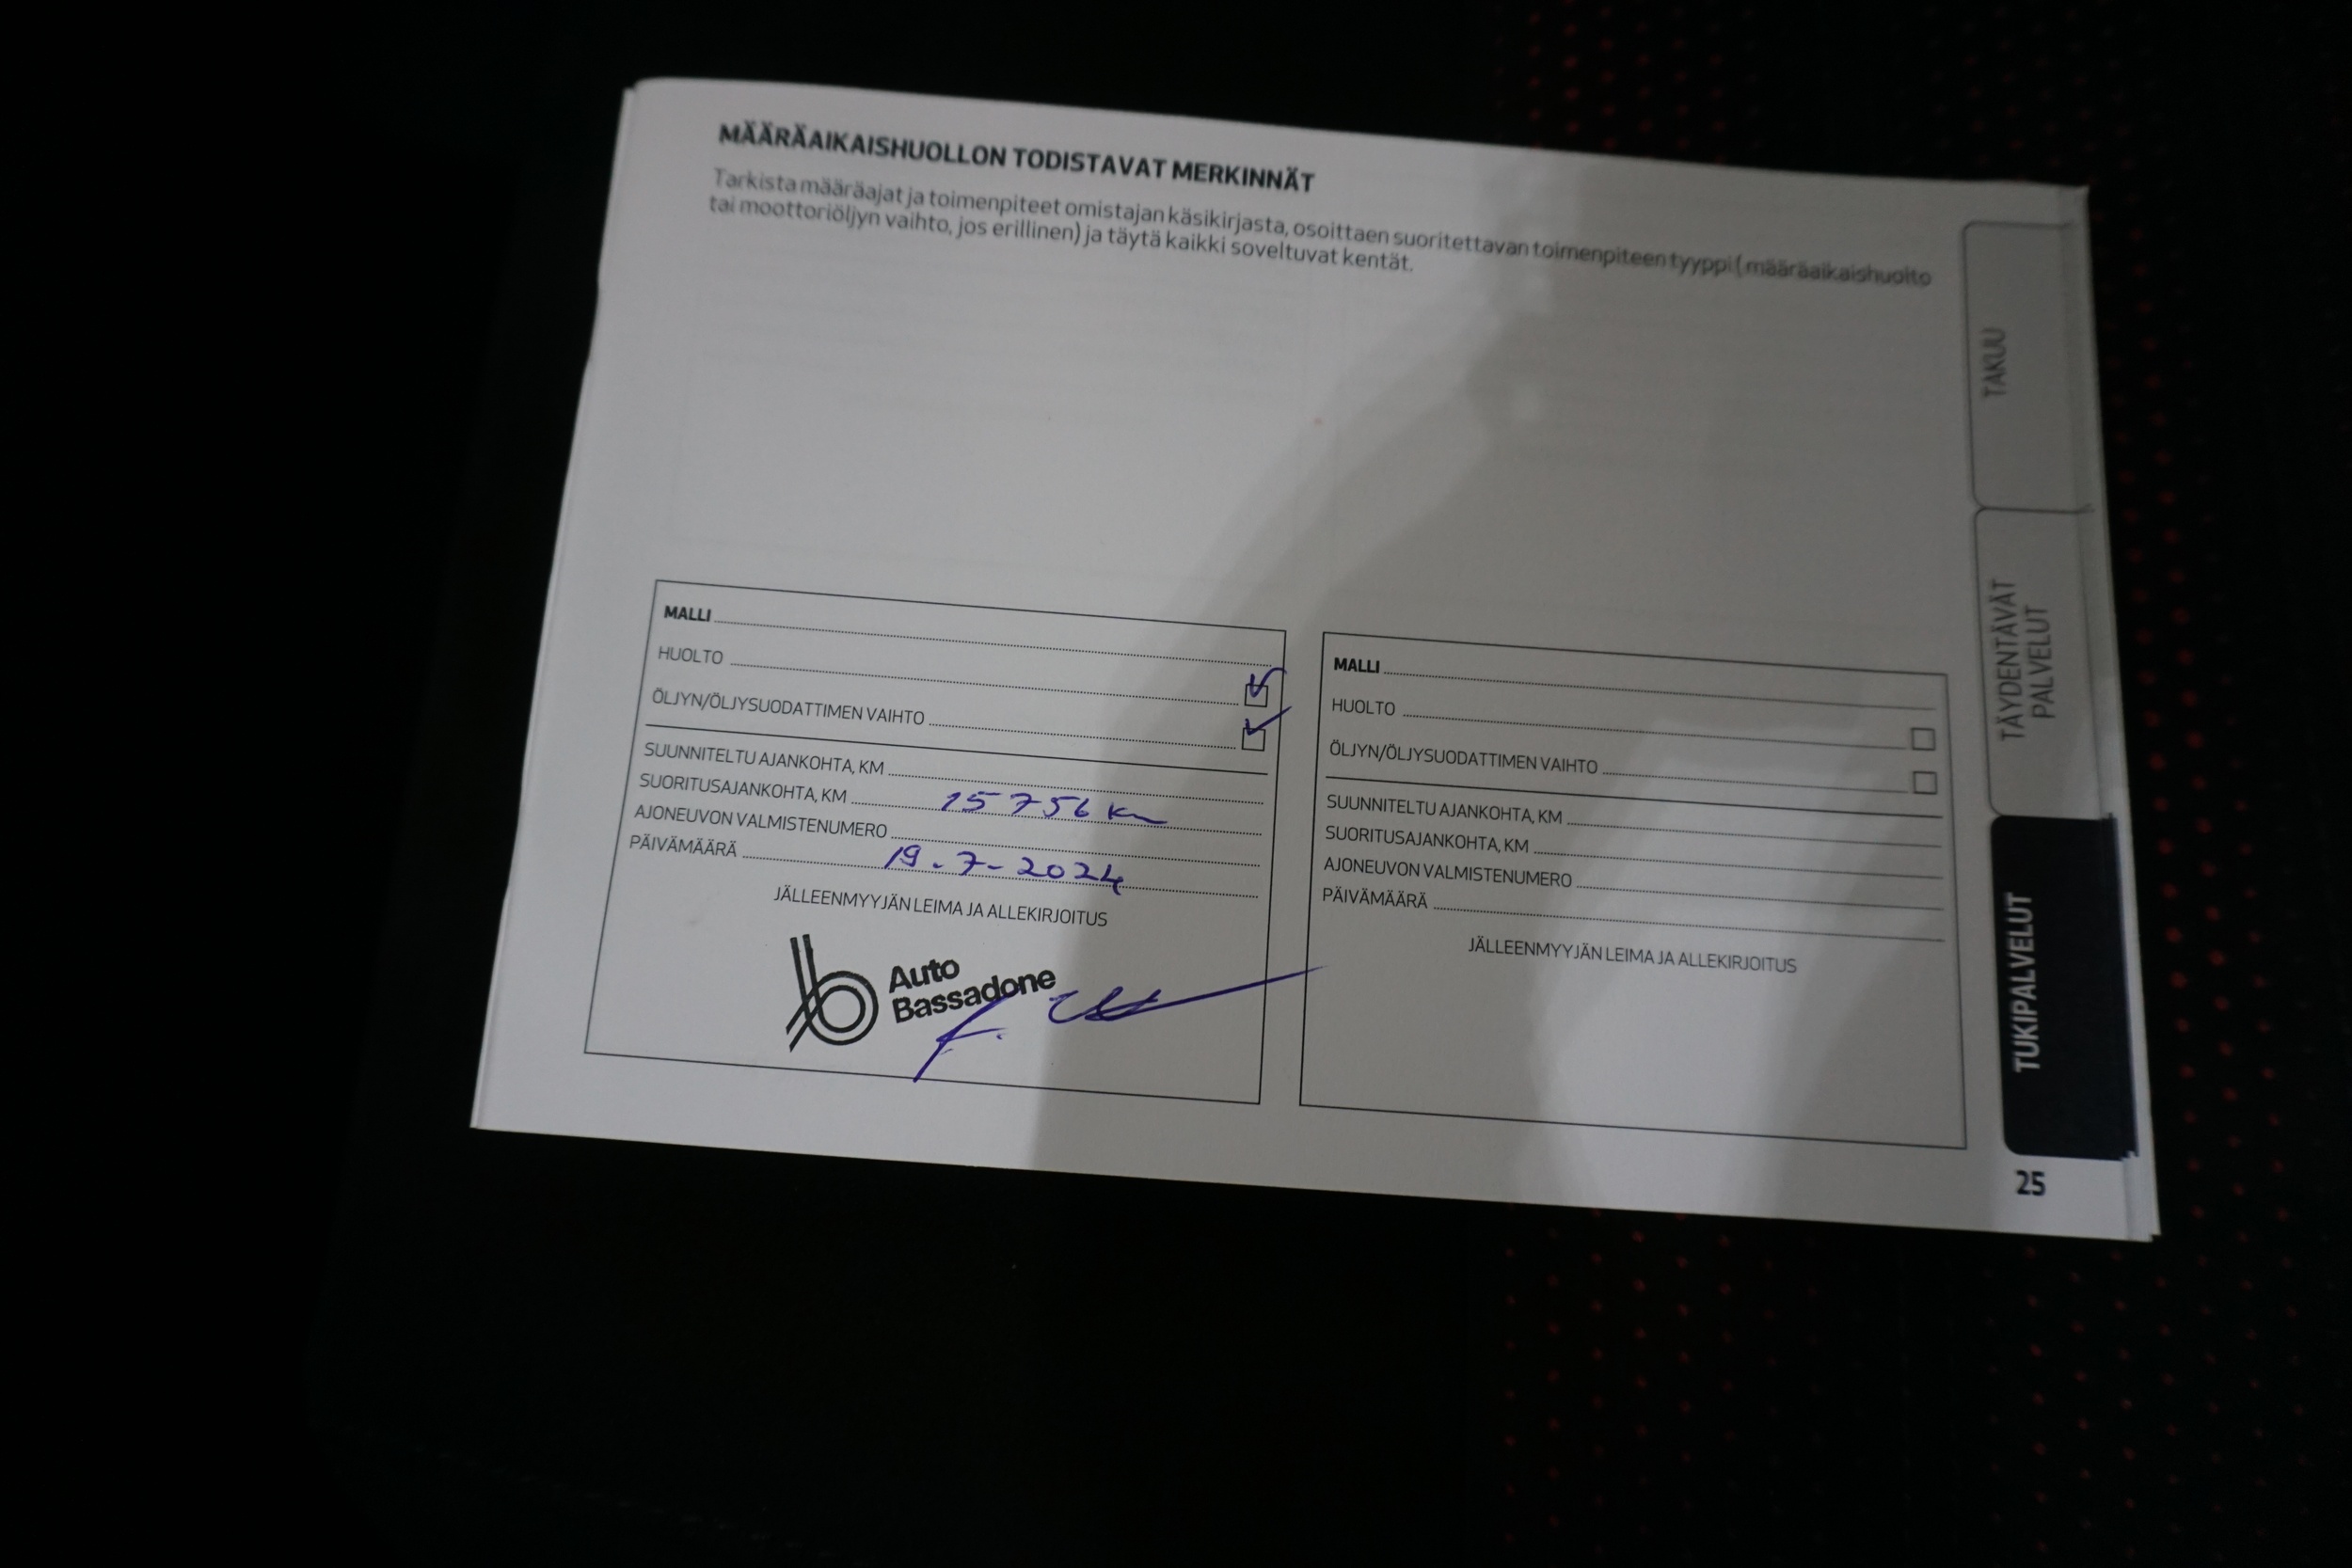 MÄÄRÄAIKAISHUOLLON TODISTAVAT MERKINNÄT
Tarkista määräajat ja toimenpiteet omistajan käsikirjasta, osoittaen suoritettavan toimenpiteen tyyppi ( määräaikaishuolto
tai moottoriöljyn vaihto, jos erillinen) ja täytä kaikki soveltuvat kentät.
MALLI
HUOLTO
ÖLJYN/ÖLJYSUODATTIMEN VAIHTO
SUUNNITELTU AJANKOHTA, KM
SUORITUSAJANKOHTA, KM 15756 km
AJONEUVON VALMISTENUMERO
PÄIVÄMÄÄRÄ 19-7-2024
JÄLLEENMYYJÄN LEIMA JA ALLEKIRJOITUS
Auto
Bassadone
MALLI
HUOLTO
ÖLJYN/ÖLJYSUODATTIMEN VAIHTO
SUUNNITELTU AJANKOHTA, KM
SUORITUSAJANKOHTA, KM
AJONEUVON VALMISTENUMERO
PÄIVÄMÄÄRÄ
JÄLLEENMYYJÄN LEIMA JA ALLEKIRJOITUS
TAKUU
TÄYDENTÄVÄT
PALVELUT
TUKIPALVELUT
25